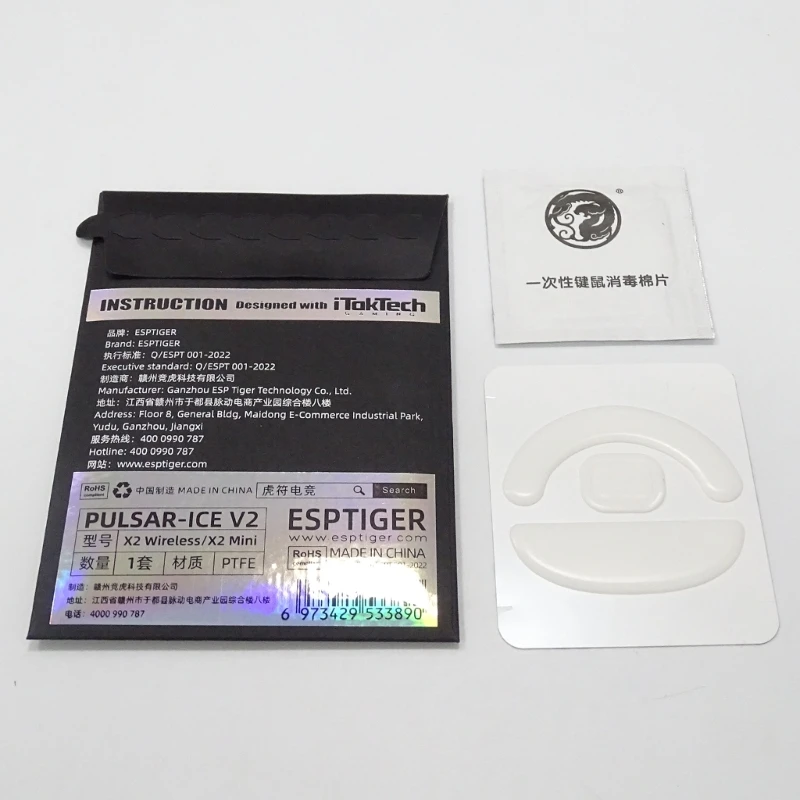 INSTRUCTION Designed with iTakTech
GAMING
品牌：ESPTIGER
Brand: ESPTIGER
执行标准：Q/ESPT 001-2022
Executive standard: Q/ESPT 001-2022
制造商：赣州竞虎科技有限公司
Manufacturer: Ganzhou ESP Tiger Technology Co., Ltd.
地址：江西省赣州市于都县脉动电商产业园综合楼八楼
Address: Floor 8, General Bldg, Maidong E-Commerce Industrial Park,
Yudu, Ganzhou, Jiangxi
服务热线：400 0990 787
Hotline: 400 0990 787
网站：www.esptiger.com
RoHS compliant 中国制造 MADE IN CHINA 虎符电竞 Search
PULSAR-ICE V2
型号 X2 Wireless/X2 Mini
数量 1套 材质 PTFE
制造：赣州竞虎科技有限公司
地址：江西省赣州市于都县脉动电商产业园综合楼八楼
电话：4000 990 787
ESPTIGER
www.esptiger.com
RoHS MADE IN CHINA
6 973429 533890
®
一次性键鼠消毒棉片